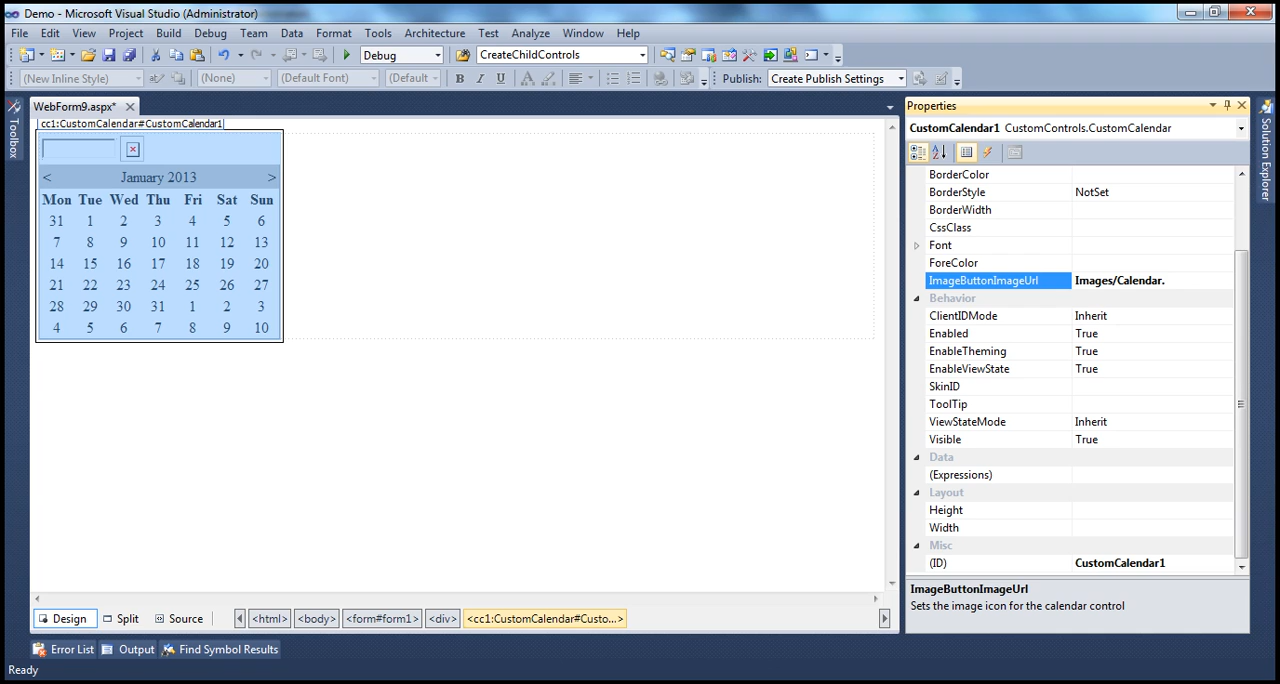 Demo - Microsoft Visual Studio (Administrator)
File Edit View Project Build Debug Team Data Format Tools Architecture Test Analyze Window Help
Debug CreateChildControls
(New Inline Style) (None) (Default Font) (Default B I U A Publish: Create Publish Settings
Toolbox
WebForm9.aspx* ×
cc1:CustomCalendar#CustomCalendar1
< January 2013 >
Mon Tue Wed Thu Fri Sat Sun
31 1 2 3 4 5 6
7 8 9 10 11 12 13
14 15 16 17 18 19 20
21 22 23 24 25 26 27
28 29 30 31 1 2 3
4 5 6 7 8 9 10
Design Split Source <html> <body> <form#form1> <div> <cc1:CustomCalendar#Custo...>
Properties
CustomCalendar1 CustomControls.CustomCalendar
BorderColor
BorderStyle NotSet
BorderWidth
CssClass
Font
ForeColor
ImageButtonImageUrl Images/Calendar.
Behavior
ClientIDMode Inherit
Enabled True
EnableTheming True
EnableViewState True
SkinID
ToolTip
ViewStateMode Inherit
Visible True
Data
(Expressions)
Layout
Height
Width
Misc
(ID) CustomCalendar1
ImageButtonImageUrl
Sets the image icon for the calendar control
Solution Explorer
Error List Output Find Symbol Results
Ready